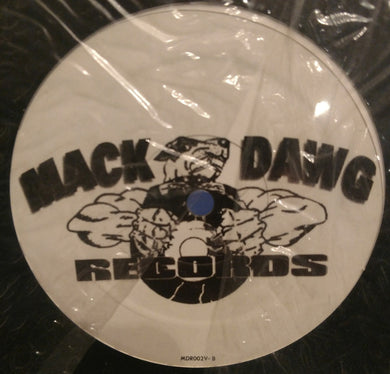 MACK DAWG
RECORDS
MDR002V- B